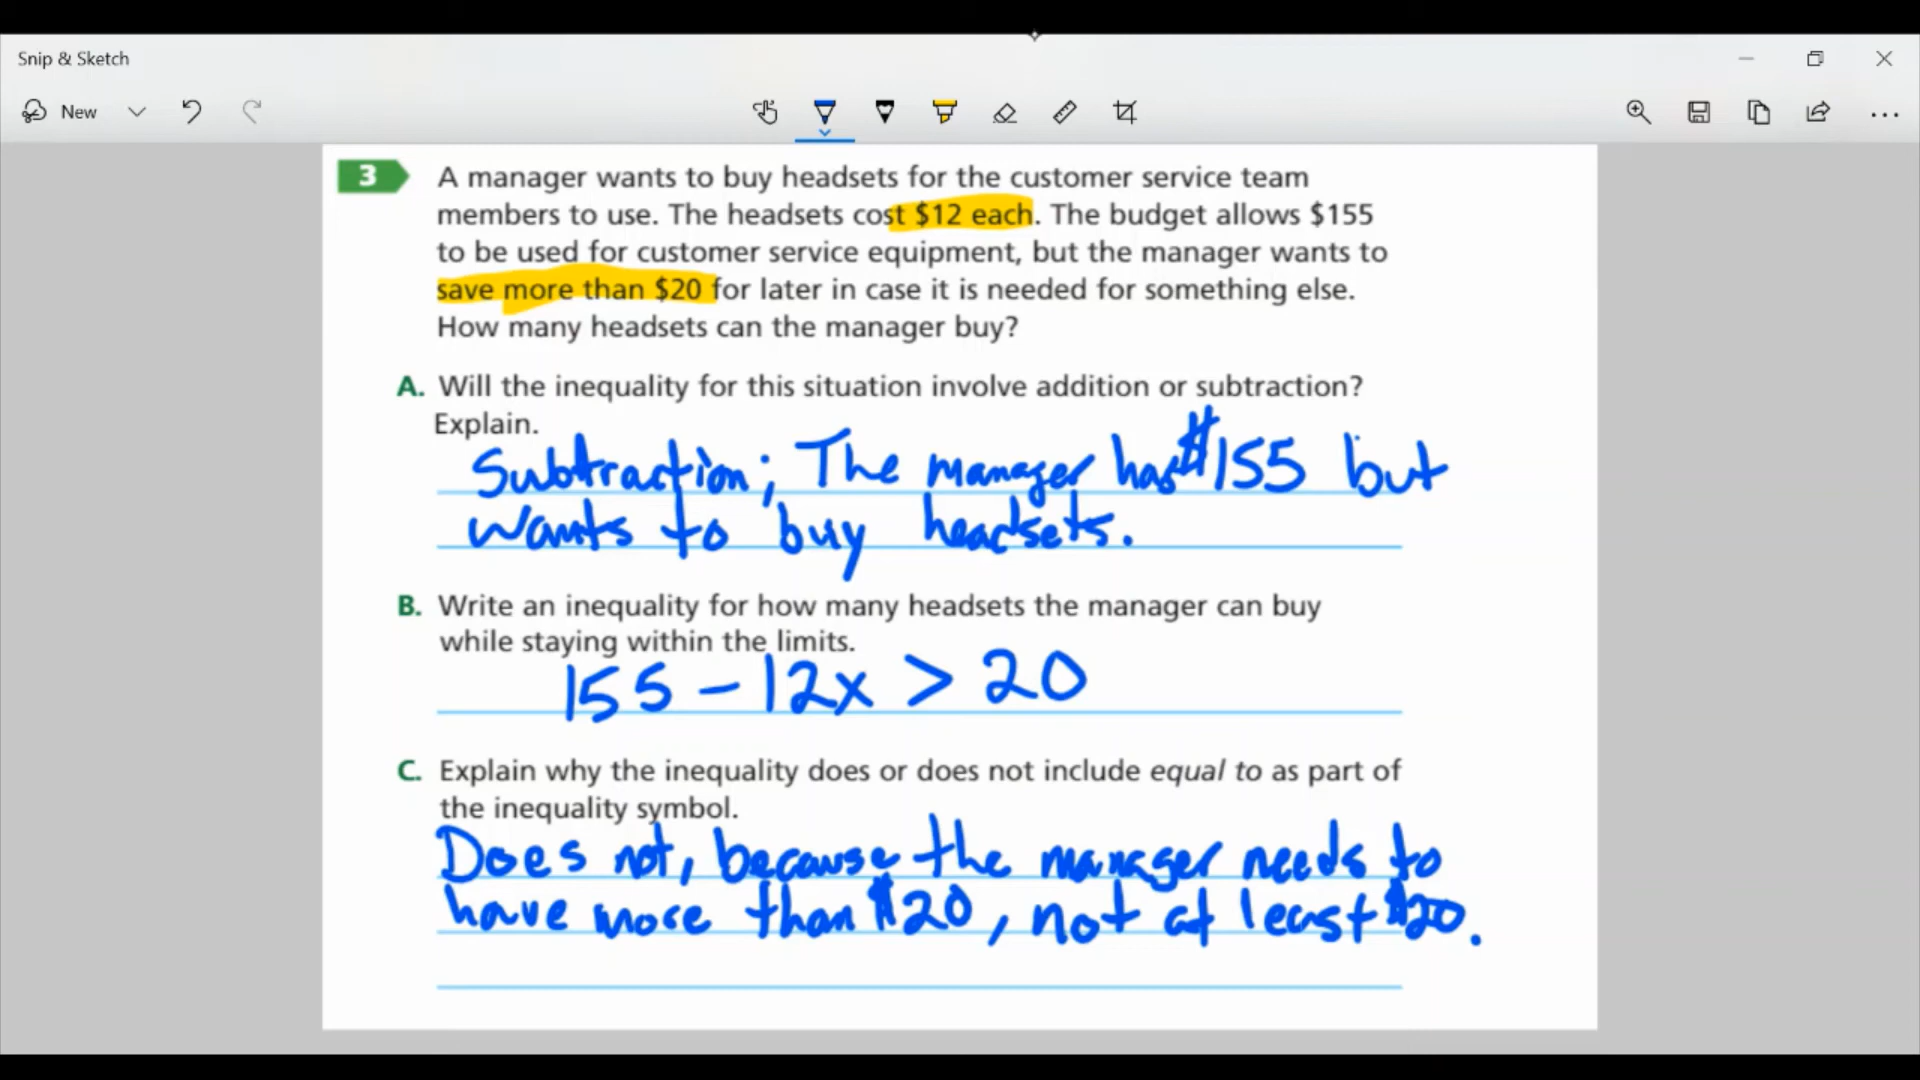 Snip & Sketch
New
3
A manager wants to buy headsets for the customer service team
members to use. The headsets cost $12 each. The budget allows $155
to be used for customer service equipment, but the manager wants to
save more than $20 for later in case it is needed for something else.
How many headsets can the manager buy?
A. Will the inequality for this situation involve addition or subtraction?
Explain.
Subtraction; The manager has $155 but
wants to buy headsets.
B. Write an inequality for how many headsets the manager can buy
while staying within the limits.
155 - 12x > 20
C. Explain why the inequality does or does not include equal to as part of
the inequality symbol.
Does not, because the manager needs to
have more than $20, not at least $20.